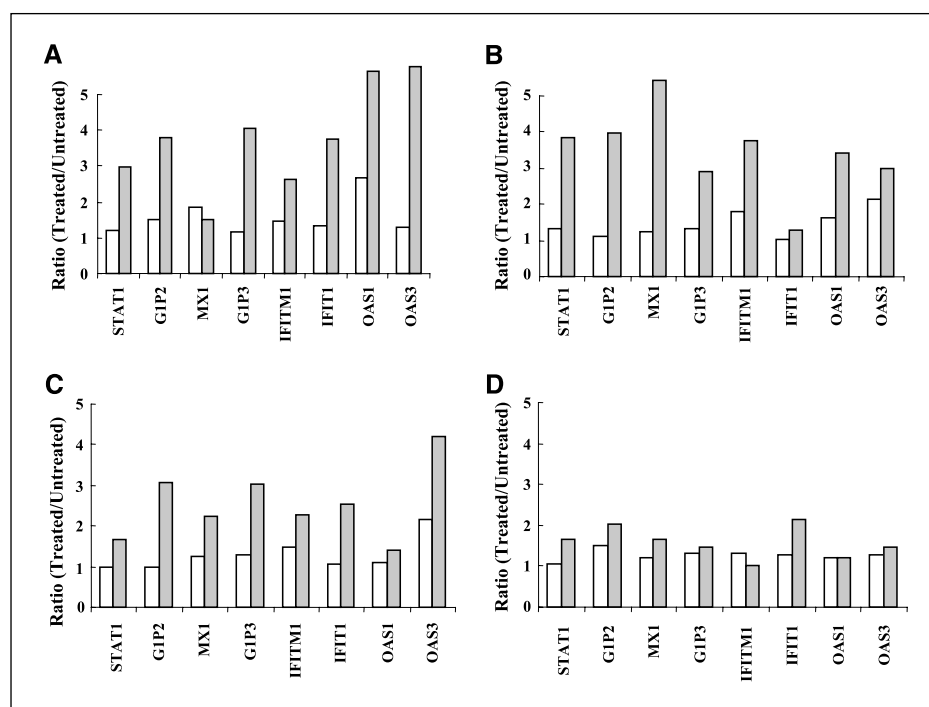 A
Ratio (Treated/Untreated)
5
4
3
2
1
0
STAT1
G1P2
MX1
G1P3
IFITM1
IFIT1
OAS1
OAS3
B
Ratio (Treated/Untreated)
5
4
3
2
1
0
STAT1
G1P2
MX1
G1P3
IFITM1
IFIT1
OAS1
OAS3
C
Ratio (Treated/Untreated)
5
4
3
2
1
0
STAT1
G1P2
MX1
G1P3
IFITM1
IFIT1
OAS1
OAS3
D
Ratio (Treated/Untreated)
5
4
3
2
1
0
STAT1
G1P2
MX1
G1P3
IFITM1
IFIT1
OAS1
OAS3